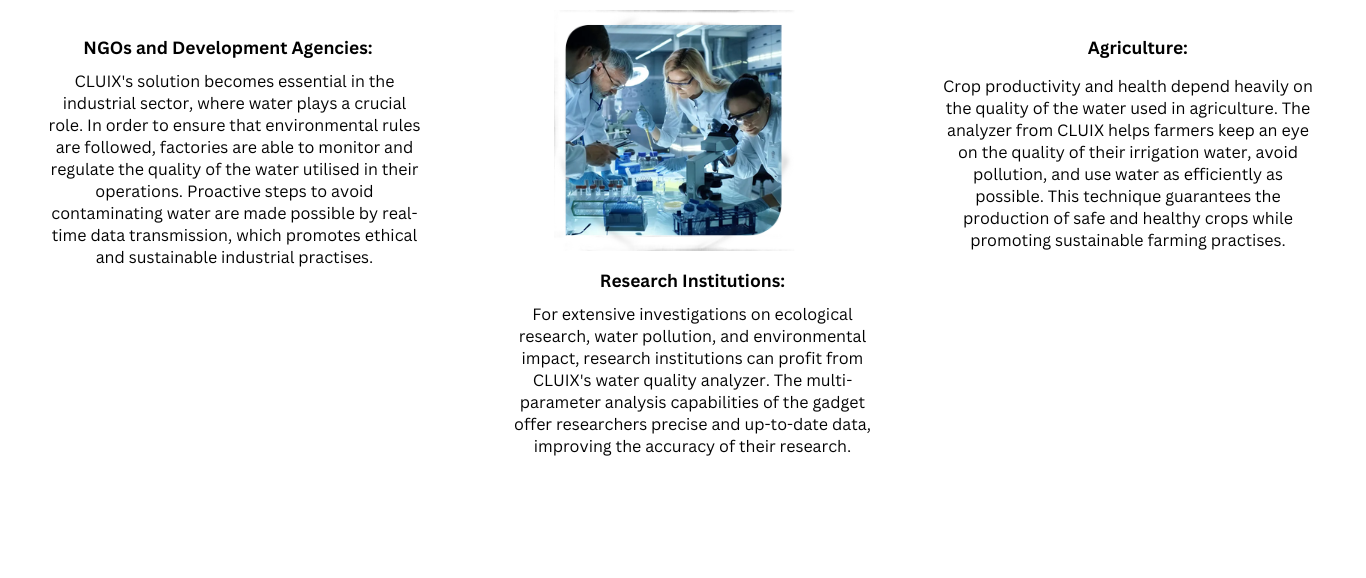 NGOs and Development Agencies:
CLUIX's solution becomes essential in the
industrial sector, where water plays a crucial
role. In order to ensure that environmental rules
are followed, factories are able to monitor and
regulate the quality of the water utilised in their
operations. Proactive steps to avoid
contaminating water are made possible by real-
time data transmission, which promotes ethical
and sustainable industrial practises.
Research Institutions:
For extensive investigations on ecological
research, water pollution, and environmental
impact, research institutions can profit from
CLUIX's water quality analyzer. The multi-
parameter analysis capabilities of the gadget
offer researchers precise and up-to-date data,
improving the accuracy of their research.
Agriculture:
Crop productivity and health depend heavily on
the quality of the water used in agriculture. The
analyzer from CLUIX helps farmers keep an eye
on the quality of their irrigation water, avoid
pollution, and use water as efficiently as
possible. This technique guarantees the
production of safe and healthy crops while
promoting sustainable farming practises.